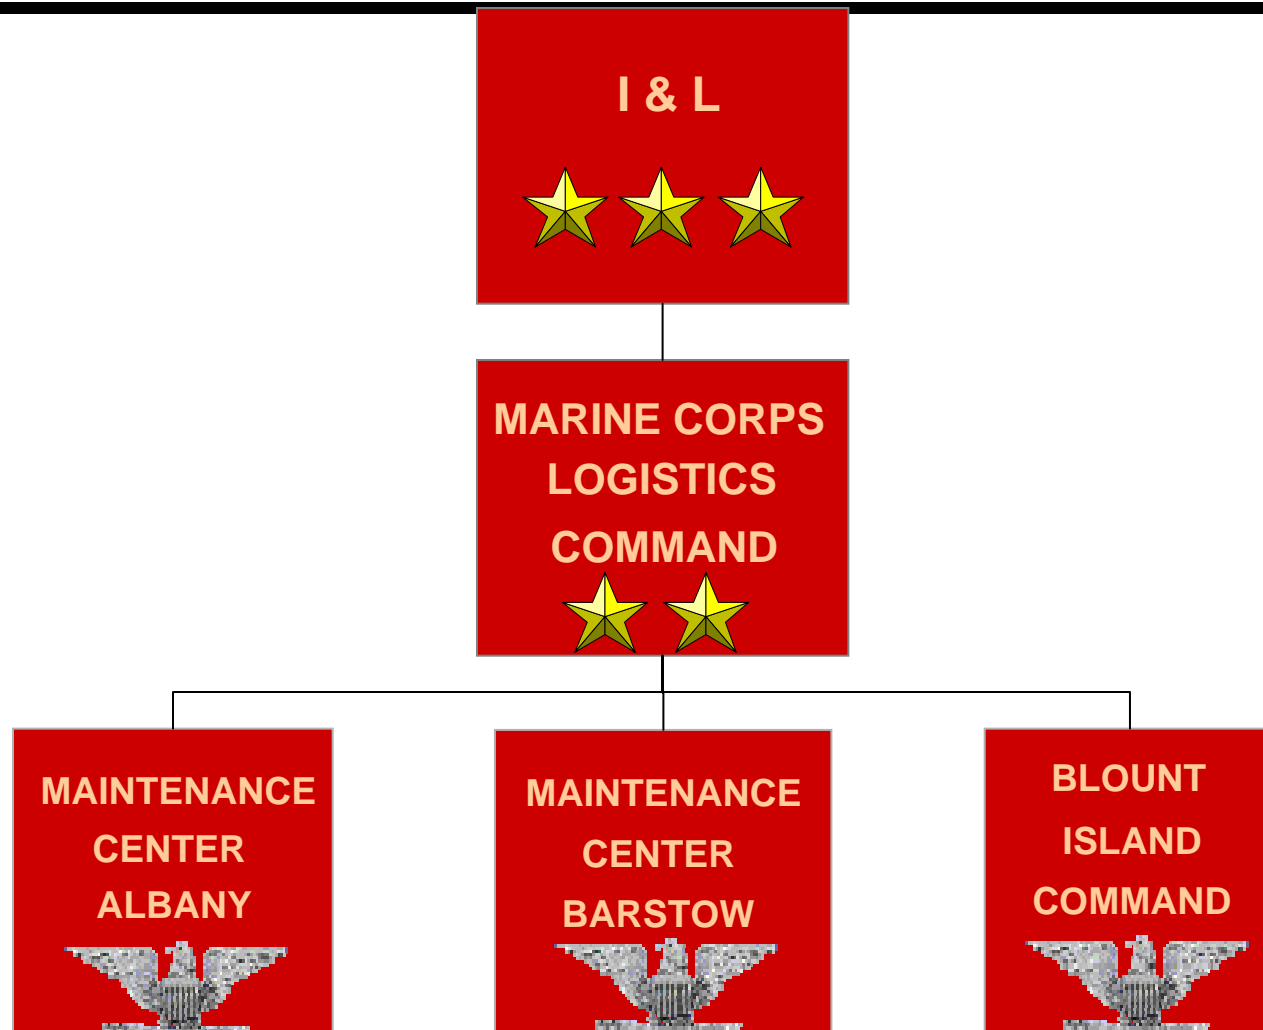 I & L
MARINE CORPS
LOGISTICS
COMMAND
MAINTENANCE
CENTER
ALBANY
MAINTENANCE
CENTER
BARSTOW
BLOUNT
ISLAND
COMMAND